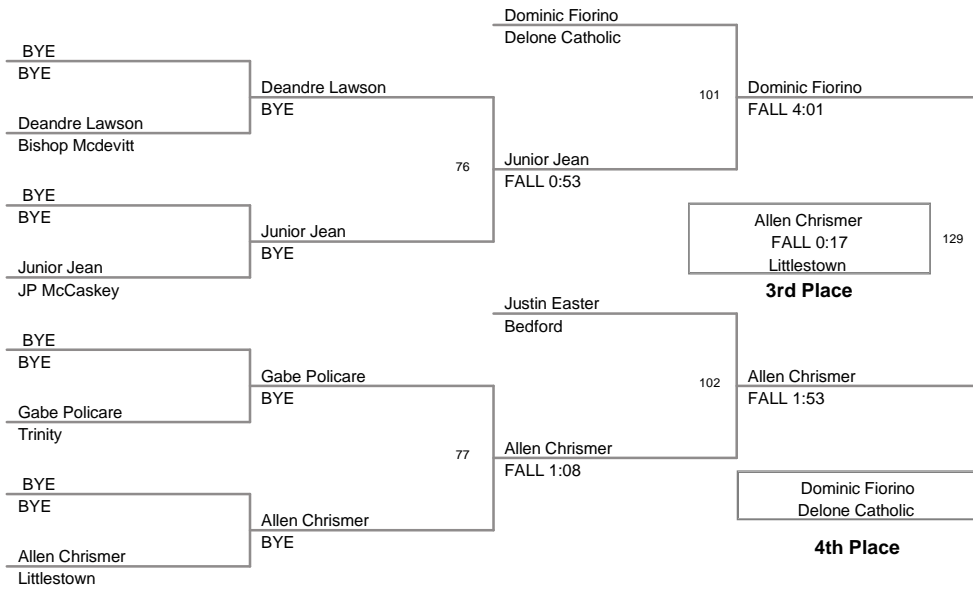 Dominic Fiorino
Delone Catholic
BYE
BYE
Deandre Lawson
BYE
101
Dominic Fiorino
FALL 4:01
Deandre Lawson
Bishop Mcdevitt
76
Junior Jean
FALL 0:53
BYE
BYE
Junior Jean
BYE
Allen Chrismer
FALL 0:17
Littlestown
129
3rd Place
Junior Jean
JP McCaskey
Justin Easter
Bedford
BYE
BYE
Gabe Policare
BYE
102
Allen Chrismer
FALL 1:53
Gabe Policare
Trinity
77
Allen Chrismer
FALL 1:08
BYE
BYE
Allen Chrismer
BYE
Dominic Fiorino
Delone Catholic
4th Place
Allen Chrismer
Littlestown